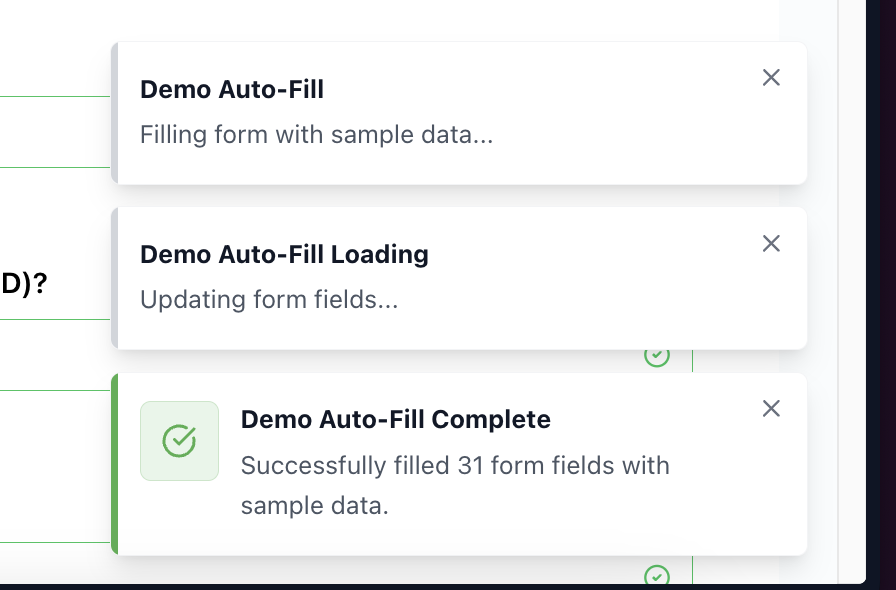 Demo Auto-Fill
Filling form with sample data...
Demo Auto-Fill Loading
Updating form fields...
D)?
Demo Auto-Fill Complete
Successfully filled 31 form fields with
sample data.